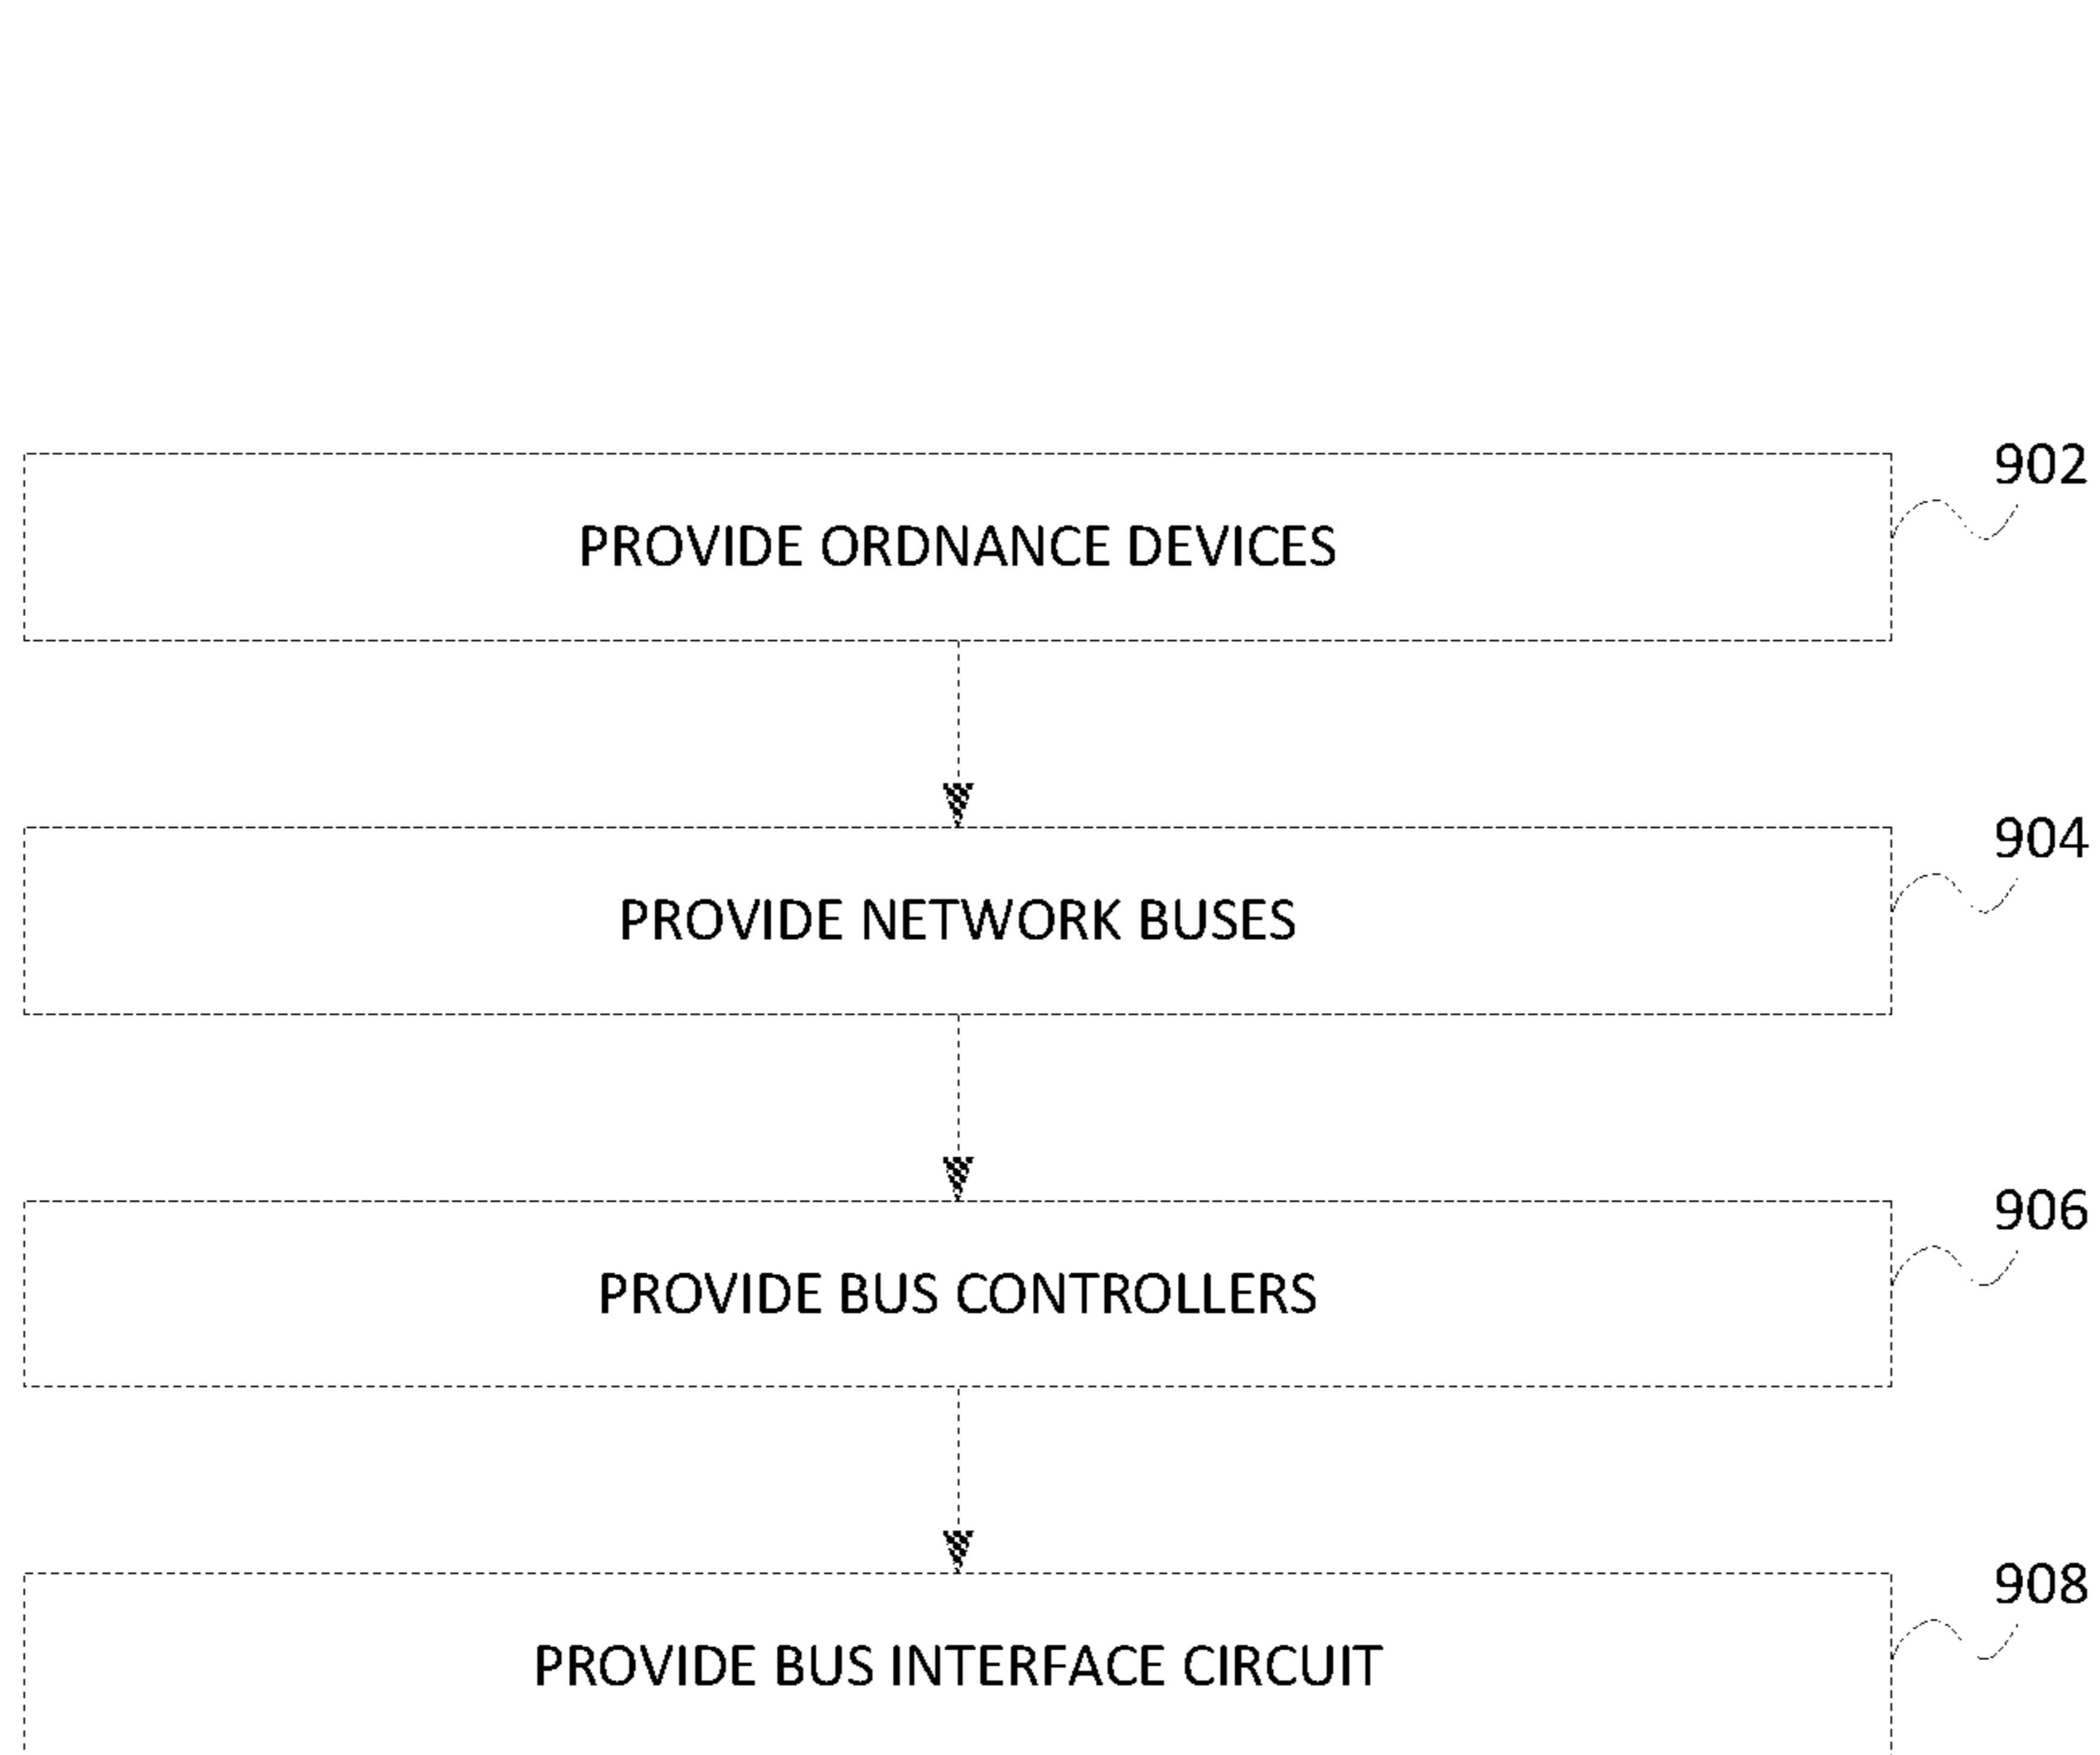 902
PROVIDE ORDNANCE DEVICES
904
PROVIDE NETWORK BUSES
906
PROVIDE BUS CONTROLLERS
908
PROVIDE BUS INTERFACE CIRCUIT